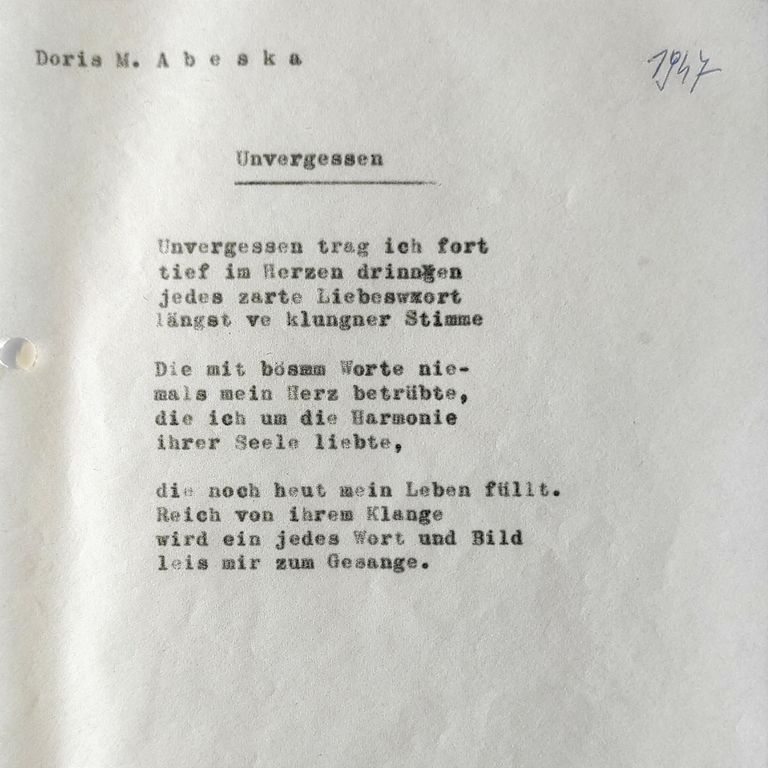 Doris M. A b e s k a
1947
Unvergessen
Unvergessen trag ich fort
tief im Herzen drinnen
jedes zarte Liebeswort
längst ve klungner Stimme
Die mit bösmm Worte nie-
mals mein Herz betrübte,
die ich um die Harmonie
ihrer Seele liebte,
die noch heut mein Leben füllt.
Reich von ihrem Klange
wird ein jedes Wort und Bild
leis mir zum Gesange.